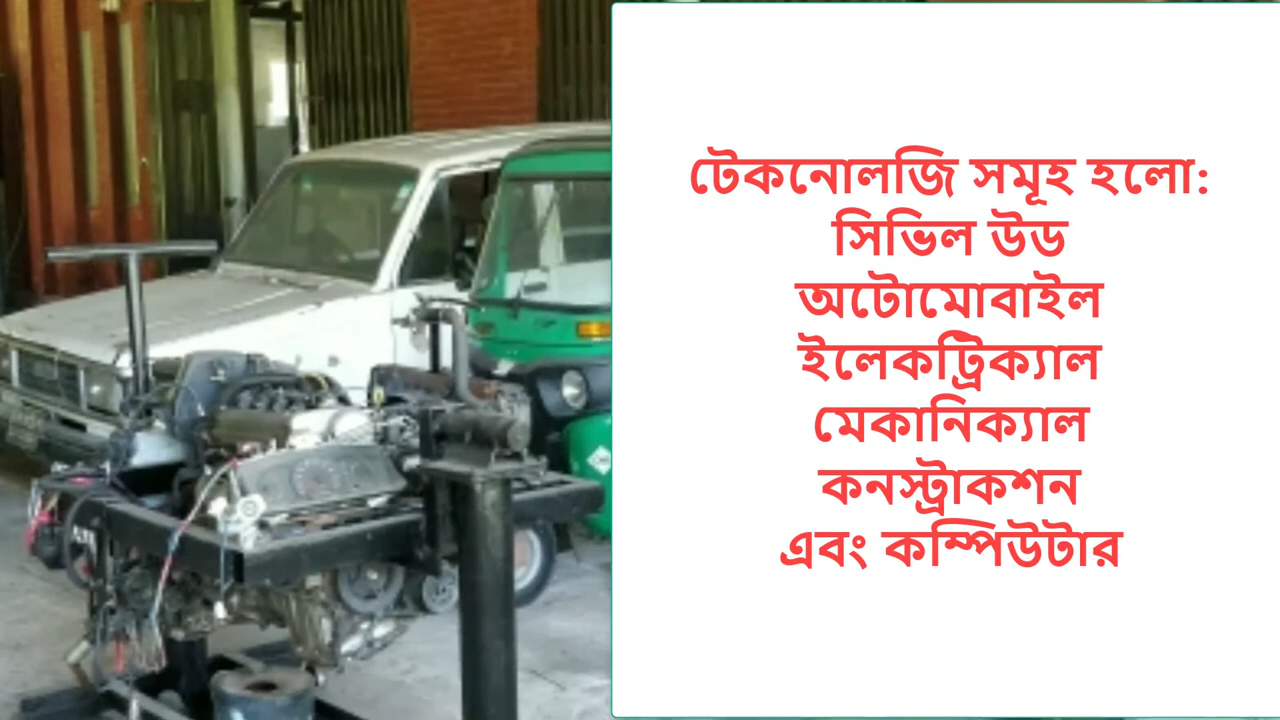 টেকনোলজি সমূহ হলো:
সিভিল উড
অটোমোবাইল
ইলেকট্রিক্যাল
মেকানিক্যাল
কনস্ট্রাকশন
এবং কম্পিউটার